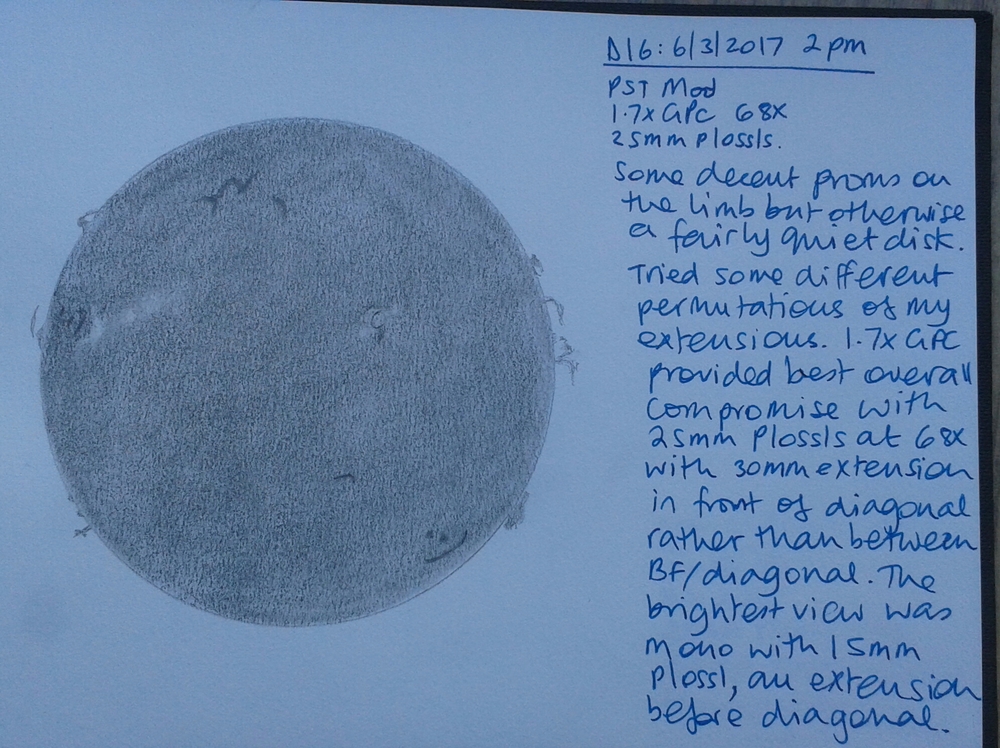 D16: 6/3/2017 2pm
PST Mod
1.7x GPC 68X
25mm Plossls.
Some decent proms on
the limb but otherwise
a fairly quiet disk.
Tried some different
permutations of my
extensions. 1.7x GPC
provided best overall
compromise with
25mm Plossls at 68X
with 30mm extension
in front of diagonal
rather than between
BF/diagonal. The
brightest view was
mono with 15mm
Plossl, an extension
before diagonal.